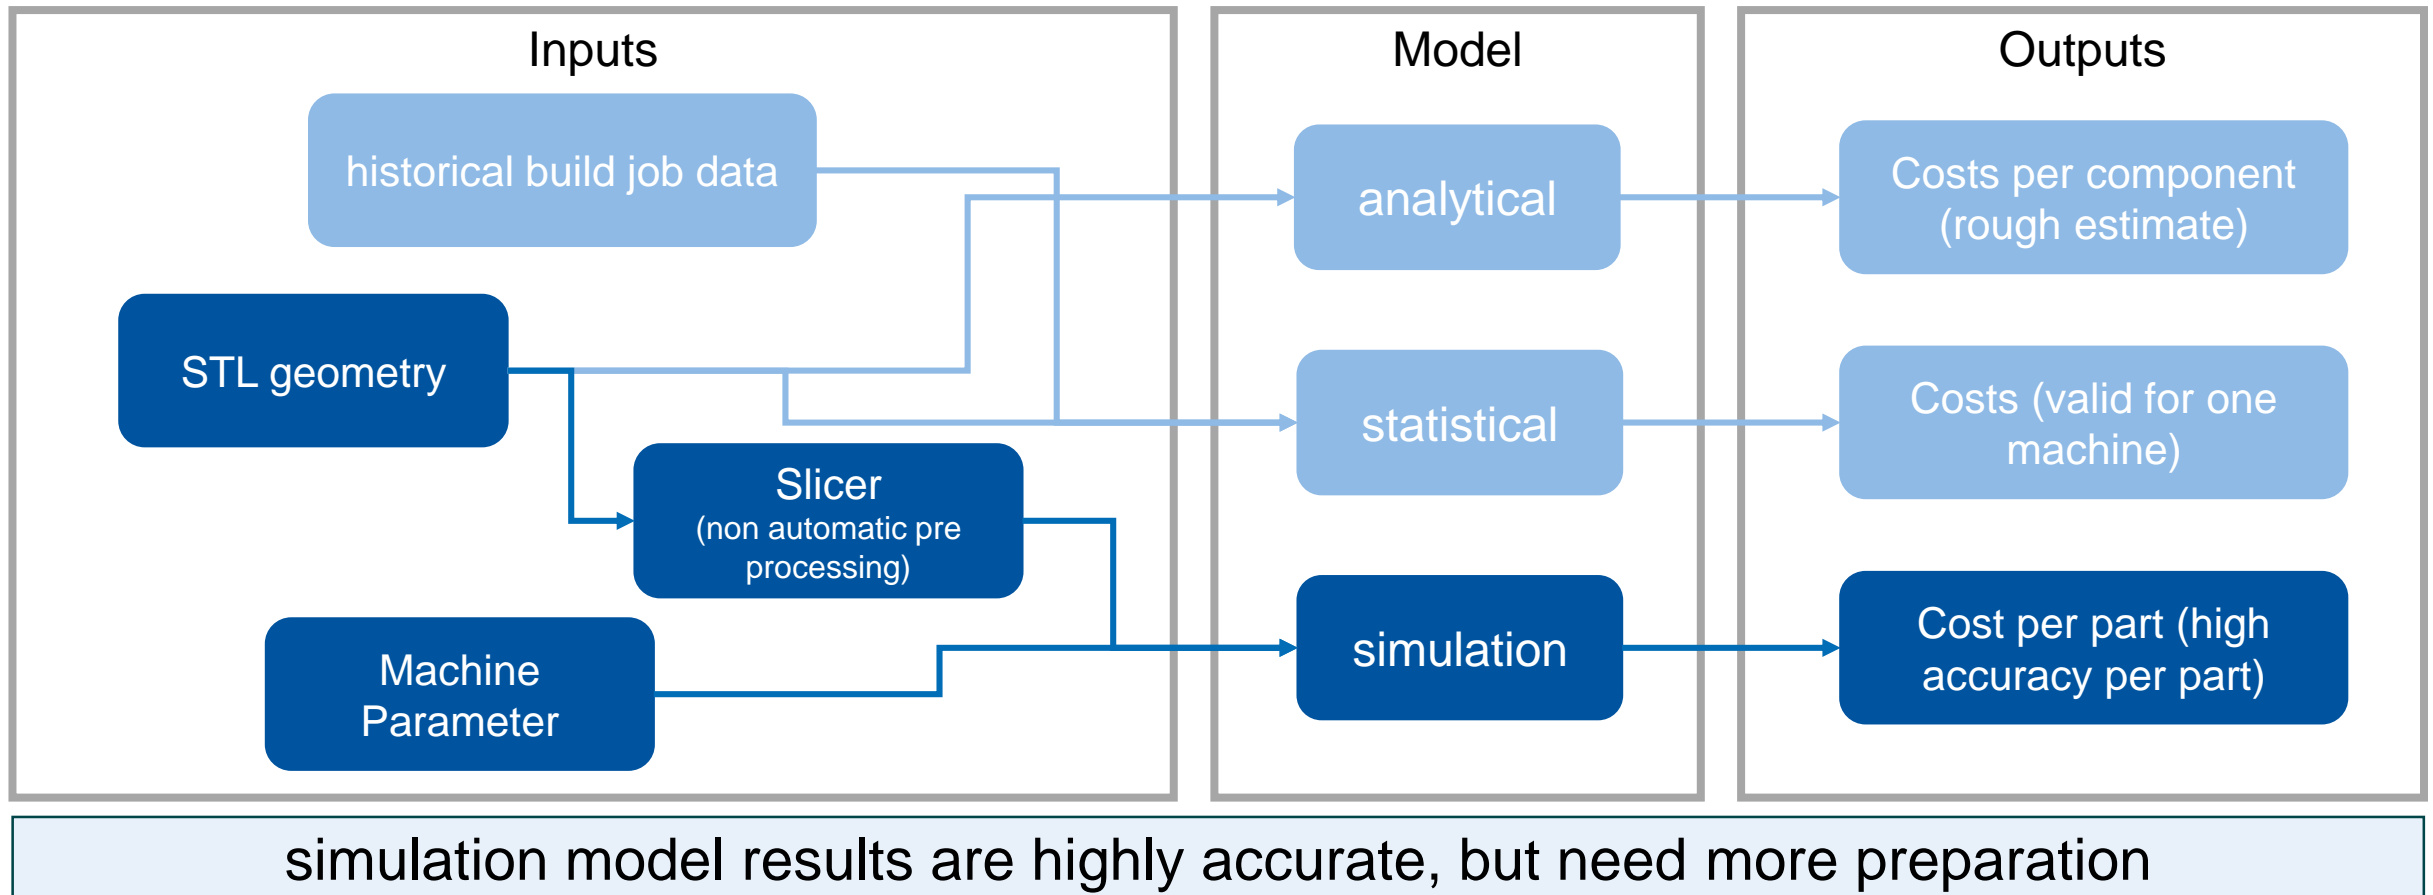 Inputs
historical build job data
STL geometry
Slicer
(non automatic pre
processing)
Machine
Parameter
Model
analytical
statistical
simulation
Outputs
Costs per component
(rough estimate)
Costs (valid for one
machine)
Cost per part (high
accuracy per part)
simulation model results are highly accurate, but need more preparation